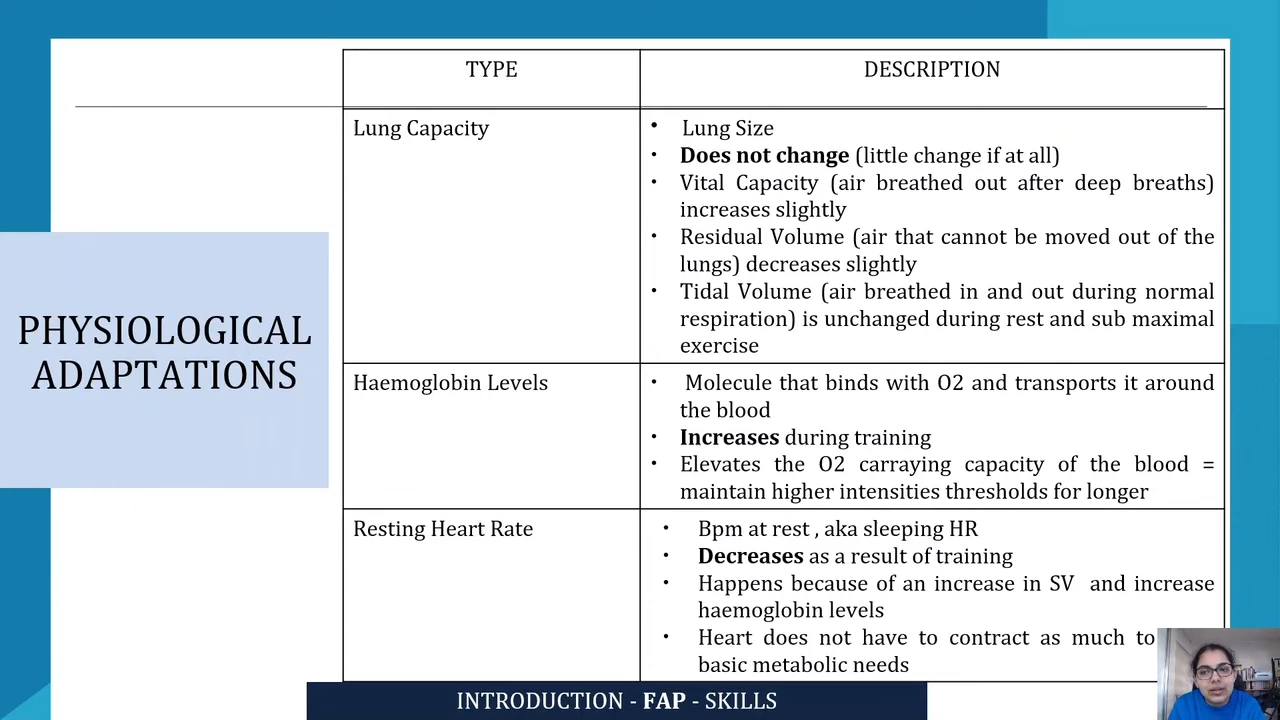 TYPE
DESCRIPTION
Lung Capacity
• Lung Size
• Does not change (little change if at all)
• Vital Capacity (air breathed out after deep breaths)
increases slightly
• Residual Volume (air that cannot be moved out of the
lungs) decreases slightly
• Tidal Volume (air breathed in and out during normal
respiration) is unchanged during rest and sub maximal
exercise
PHYSIOLOGICAL
ADAPTATIONS
Haemoglobin Levels
• Molecule that binds with O2 and transports it around
the blood
• Increases during training
• Elevates the O2 carraying capacity of the blood =
maintain higher intensities thresholds for longer
Resting Heart Rate
• Bpm at rest , aka sleeping HR
• Decreases as a result of training
• Happens because of an increase in SV and increase
haemoglobin levels
• Heart does not have to contract as much to
basic metabolic needs
INTRODUCTION - FAP - SKILLS